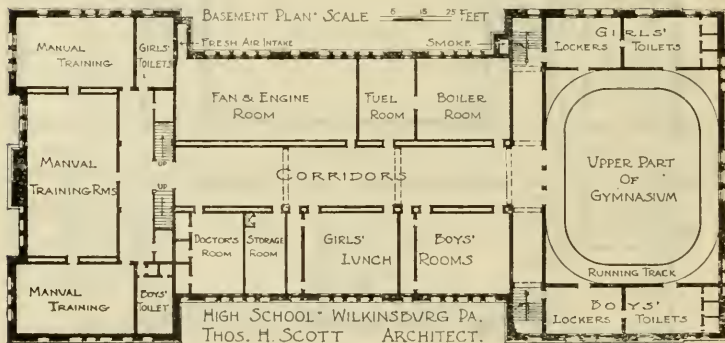 BASEMENT PLAN· SCALE 5 15 25 FEET
FRESH AIR INTAKE
SMOKE
MANUAL
TRAINING
GIRLS'
TOILETS
FAN & ENGINE
ROOM
FUEL
ROOM
BOILER
ROOM
GIRLS'
LOCKERS TOILETS
MANUAL
TRAINING RMS
UP
UP
CORRIDORS
UPPER PART
OF
GYMNASIUM
RUNNING TRACK
DOCTOR'S
ROOM
STORAGE
ROOM
GIRLS' BOYS'
LUNCH ROOMS
MANUAL
TRAINING
BOYS'
TOILET
BOYS'
LOCKERS TOILETS
HIGH SCHOOL· WILKINSBURG PA.
THOS. H. SCOTT ARCHITECT.